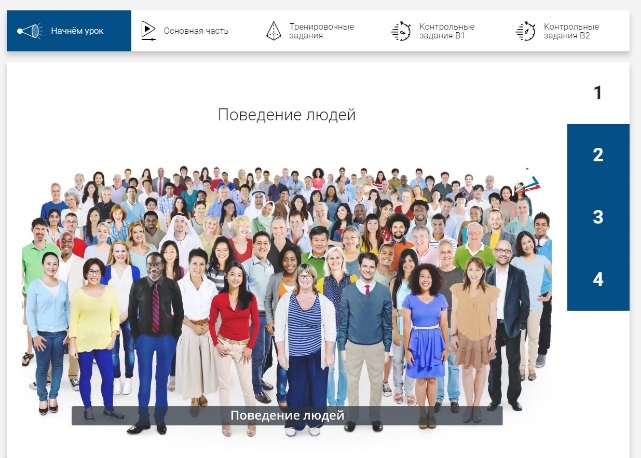 Начнём урок
Основная часть
Тренировочные
задания
Контрольные
задания В1
Контрольные
задания В2
Поведение людей
1
2
3
4
Поведение людей